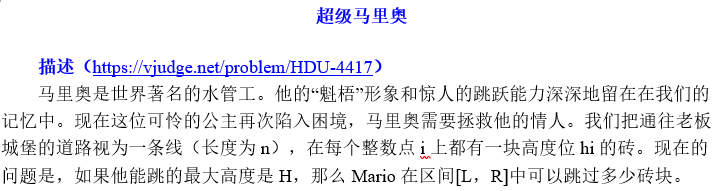 超级马里奥
描述（https://vjudge.net/problem/HDU-4417）
马里奥是世界著名的水管工。他的“魁梧”形象和惊人的跳跃能力深深地留在在我们的
记忆中。现在这位可怜的公主再次陷入困境，马里奥需要拯救他的情人。我们把通往老板
城堡的道路视为一条线（长度为 n），在每个整数点 i 上都有一块高度位 hi 的砖。现在的
问题是，如果他能跳的最大高度是 H，那么 Mario 在区间[L，R]中可以跳过多少砖块。